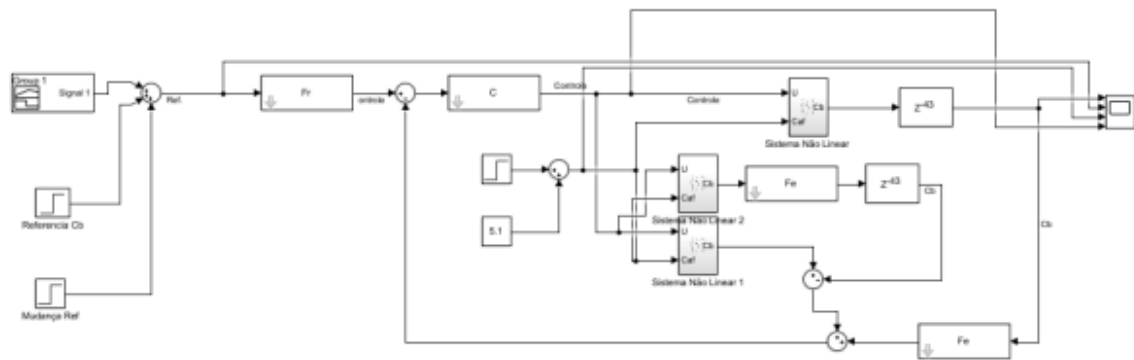 Group 1
Signal 1
Ref.
Fr
ontrole
C
Controle
Controle
U
Caf
Cb
Sistema Não Linear
Z-43
Referencia Cb
5.1
U
Caf
Cb
Sistema Não Linear 2
Fe
Z-43
Cb
U
Caf
Cb
Sistema Não Linear 1
Cb
Mudança Ref
Fe